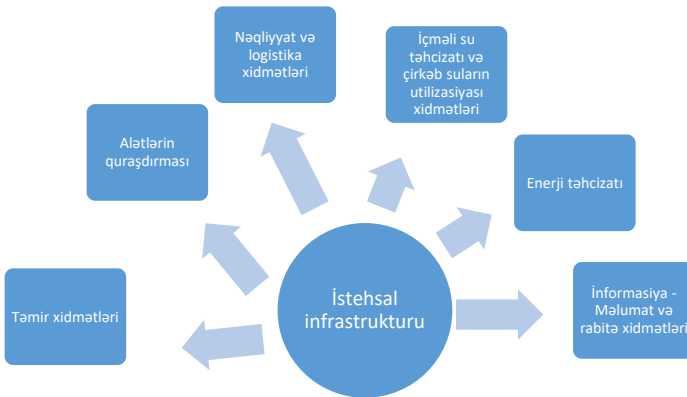 Nəqliyyat və
logistika
xidmətləri
İçməli su
təhcizatı və
çirkəb suların
utilizasiyası
xidmətləri
Alətlərin
quraşdırması
Enerji təhcizatı
Təmir xidmətləri
İstehsal
infrastrukturu
İnformasiya -
Məlumat və
rabitə xidmətləri